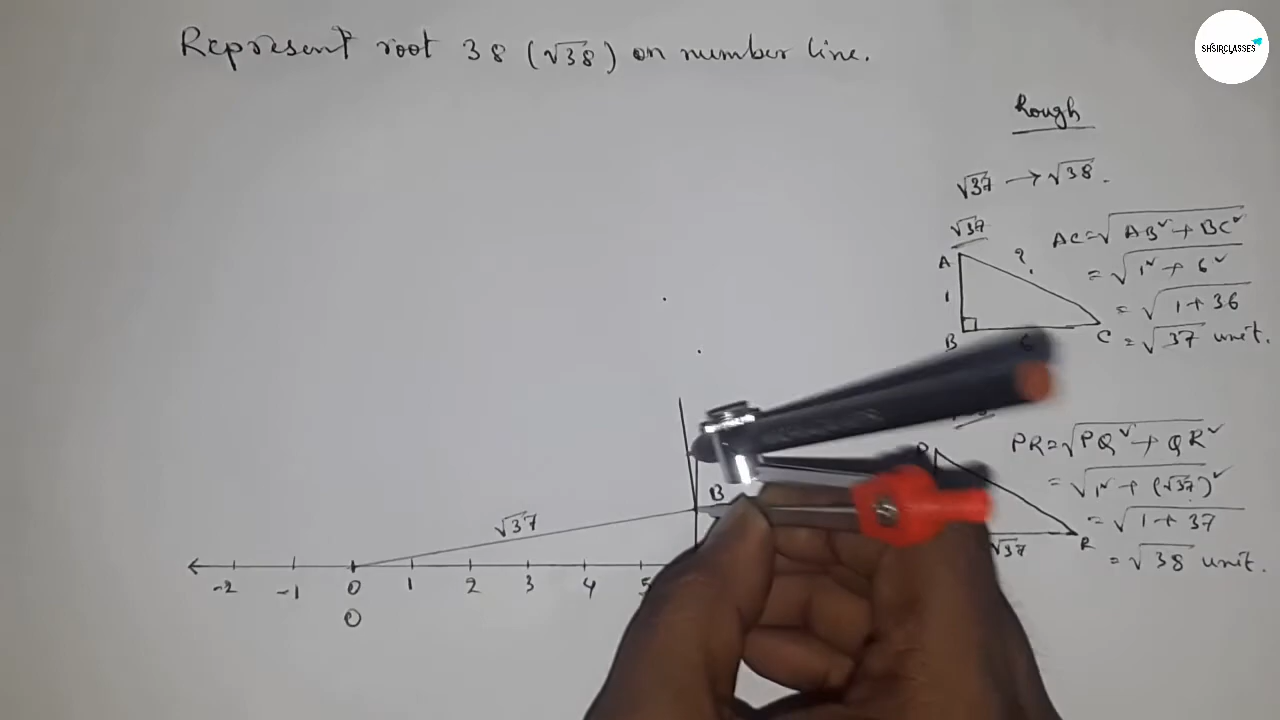 Represent root 38 (√38) on number line.
SHSIRCLASSES
Rough
√37 → √38.
√37
A
?
1
B
C
AC=√AB²+BC²
=√1²+6²
=√1+36
=√37 unit.
PR=√PQ²+QR²
=√1²+(√37)²
=√1+37
=√38 unit.
√37
R
B
√37
-2 -1 0 1 2 3 4 5
O